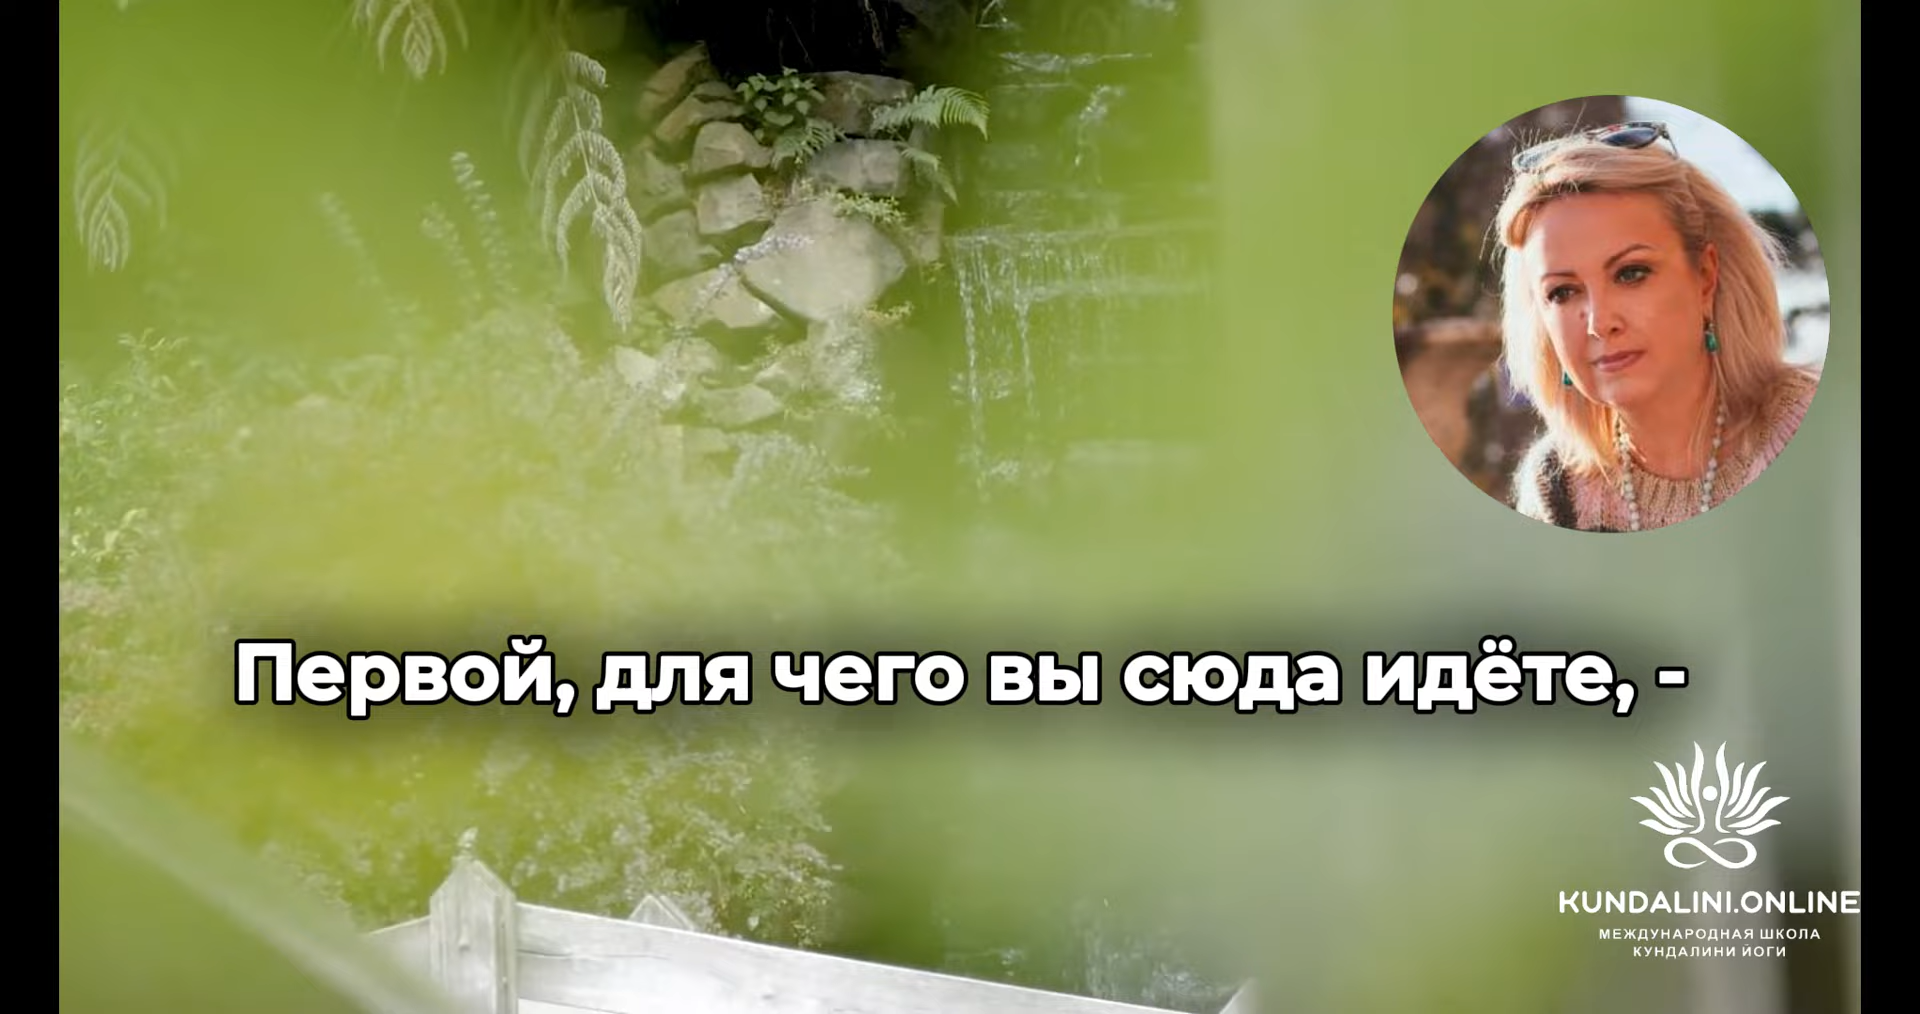 Первой, для чего вы сюда идёте, -
KUNDALINI.ONLINE
МЕЖДУНАРОДНАЯ ШКОЛА
КУНДАЛИНИ ЙОГИ